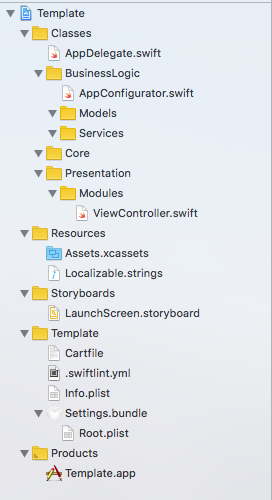 Template
Classes
AppDelegate.swift
BusinessLogic
AppConfigurator.swift
Models
Services
Core
Presentation
Modules
ViewController.swift
Resources
Assets.xcassets
Localizable.strings
Storyboards
LaunchScreen.storyboard
Template
Cartfile
.swiftlint.yml
Info.plist
Settings.bundle
Root.plist
Products
Template.app